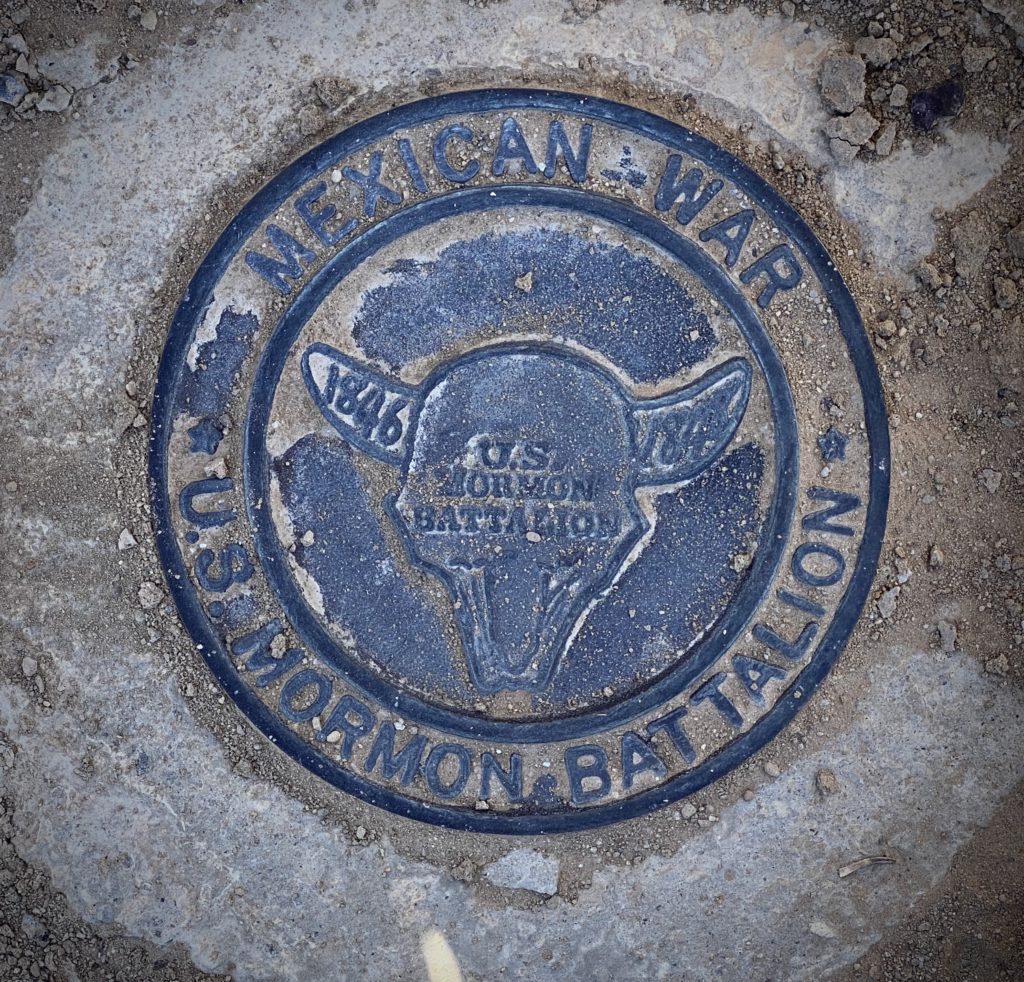 MEXICAN WAR
1846
U.S.
MORMON
BATTALION
U.S. MORMON BATTALION